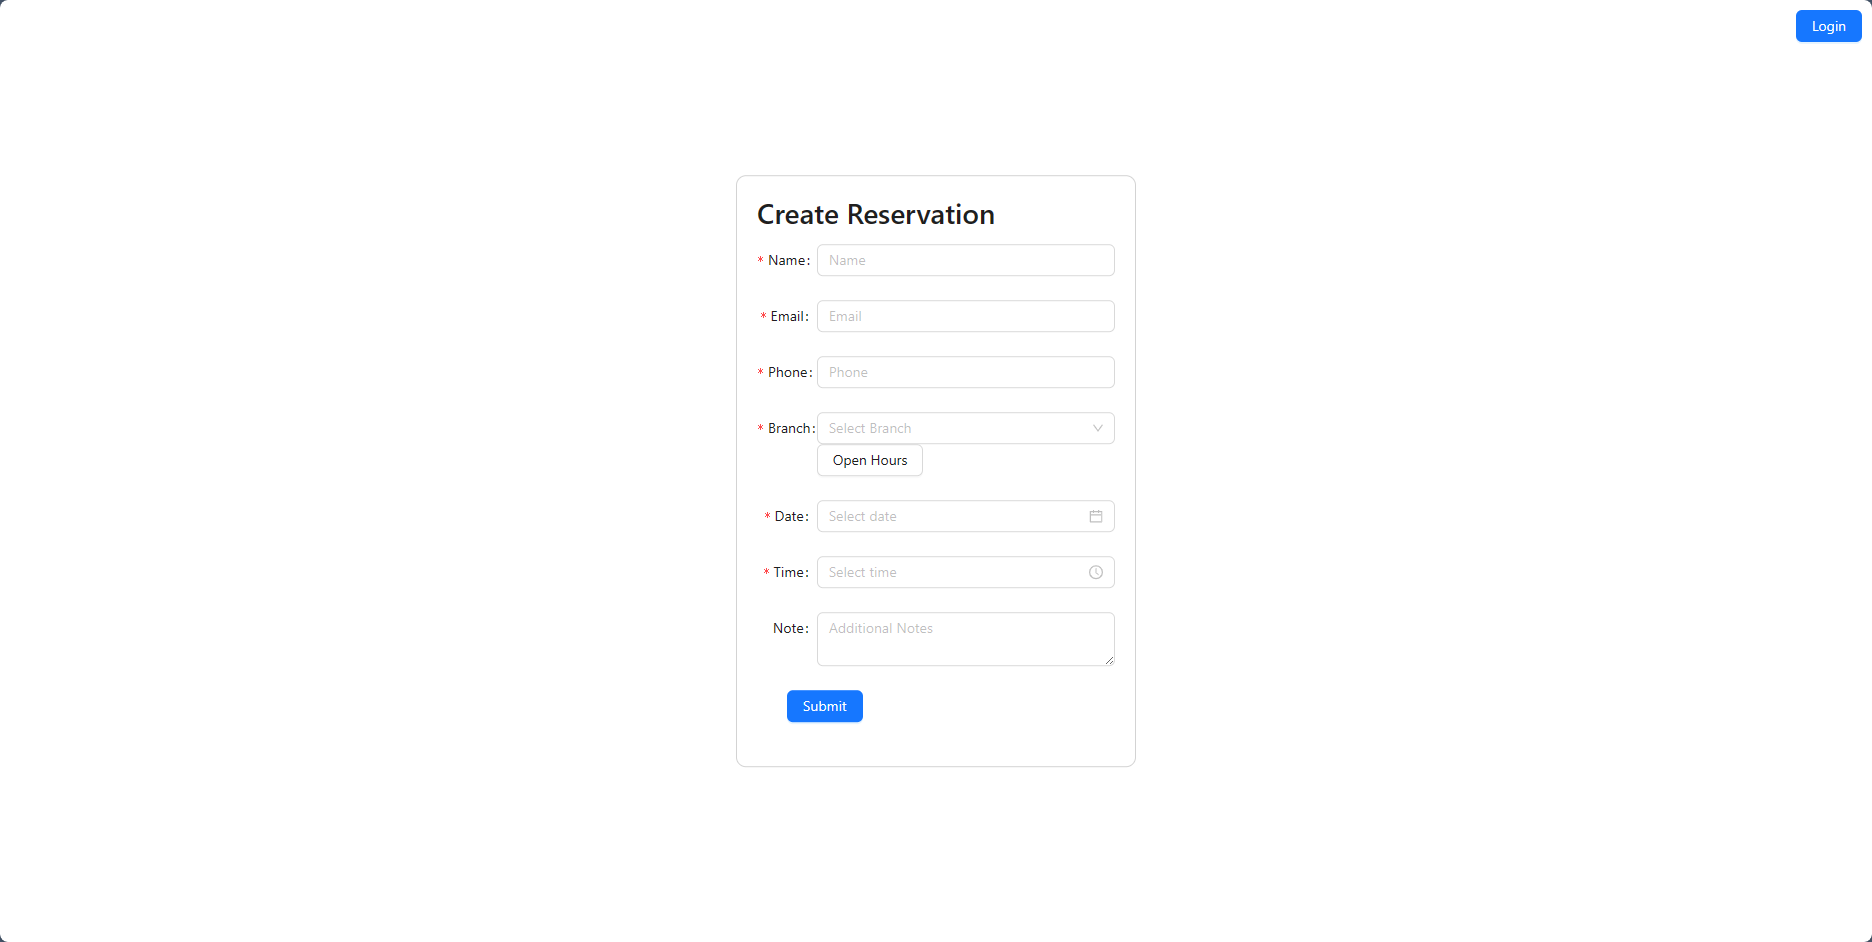 Login
Create Reservation
* Name: Name
* Email: Email
* Phone: Phone
* Branch: Select Branch
Open Hours
* Date: Select date
* Time: Select time
Note: Additional Notes
Submit